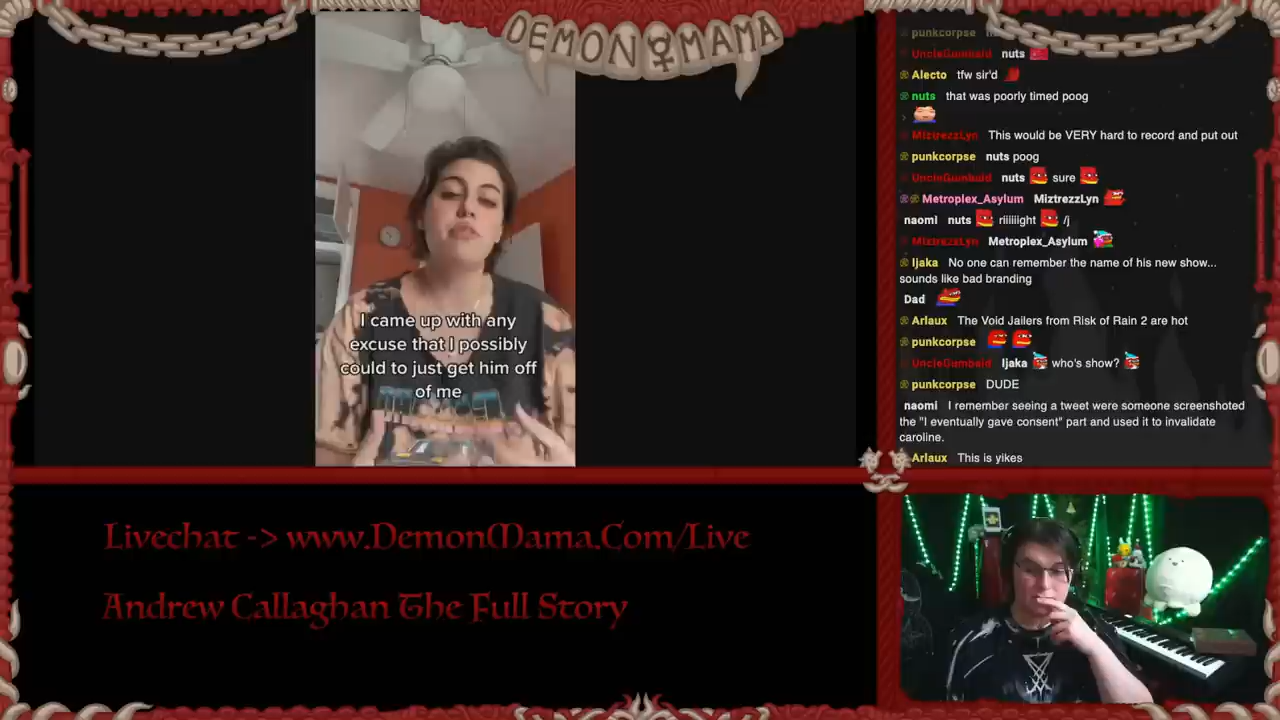 DEMON MAMA
I came up with any
excuse that I possibly
could to just get him off
of me
punkcorpse
UncleGumbald nuts
Alecto tfw sir'd
nuts that was poorly timed poog
MiztrezzLyn This would be VERY hard to record and put out
punkcorpse nuts poog
UncleGumbald nuts sure
Metroplex_Asylum MiztrezzLyn
naomi nuts riiiiiight /j
MiztrezzLyn Metroplex_Asylum
Ijaka No one can remember the name of his new show...
sounds like bad branding
Dad
Arlaux The Void Jailers from Risk of Rain 2 are hot
punkcorpse
UncleGumbald Ijaka who's show?
punkcorpse DUDE
naomi I remember seeing a tweet were someone screenshoted
the "I eventually gave consent" part and used it to invalidate
caroline.
Arlaux This is yikes
Livechat -> www.DemonMama.Com/Live
Andrew Callaghan The Full Story